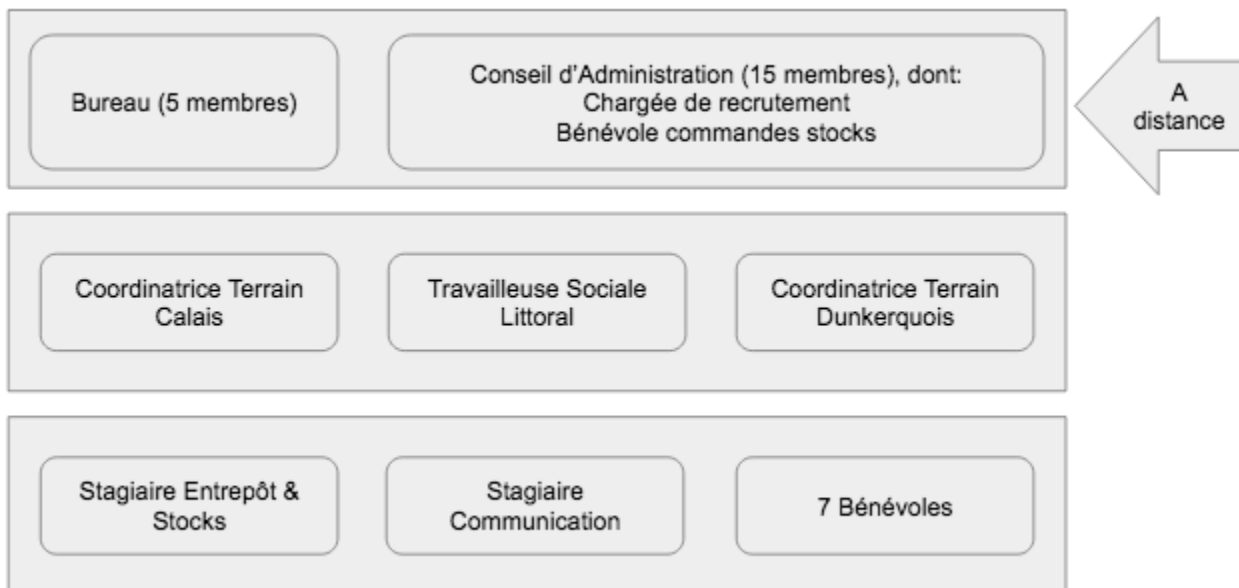 Bureau (5 membres)
Conseil d'Administration (15 membres), dont:
Chargée de recrutement
Bénévole commandes stocks
A
distance
Coordinatrice Terrain
Calais
Travailleuse Sociale
Littoral
Coordinatrice Terrain
Dunkerquois
Stagiaire Entrepôt &
Stocks
Stagiaire
Communication
7 Bénévoles